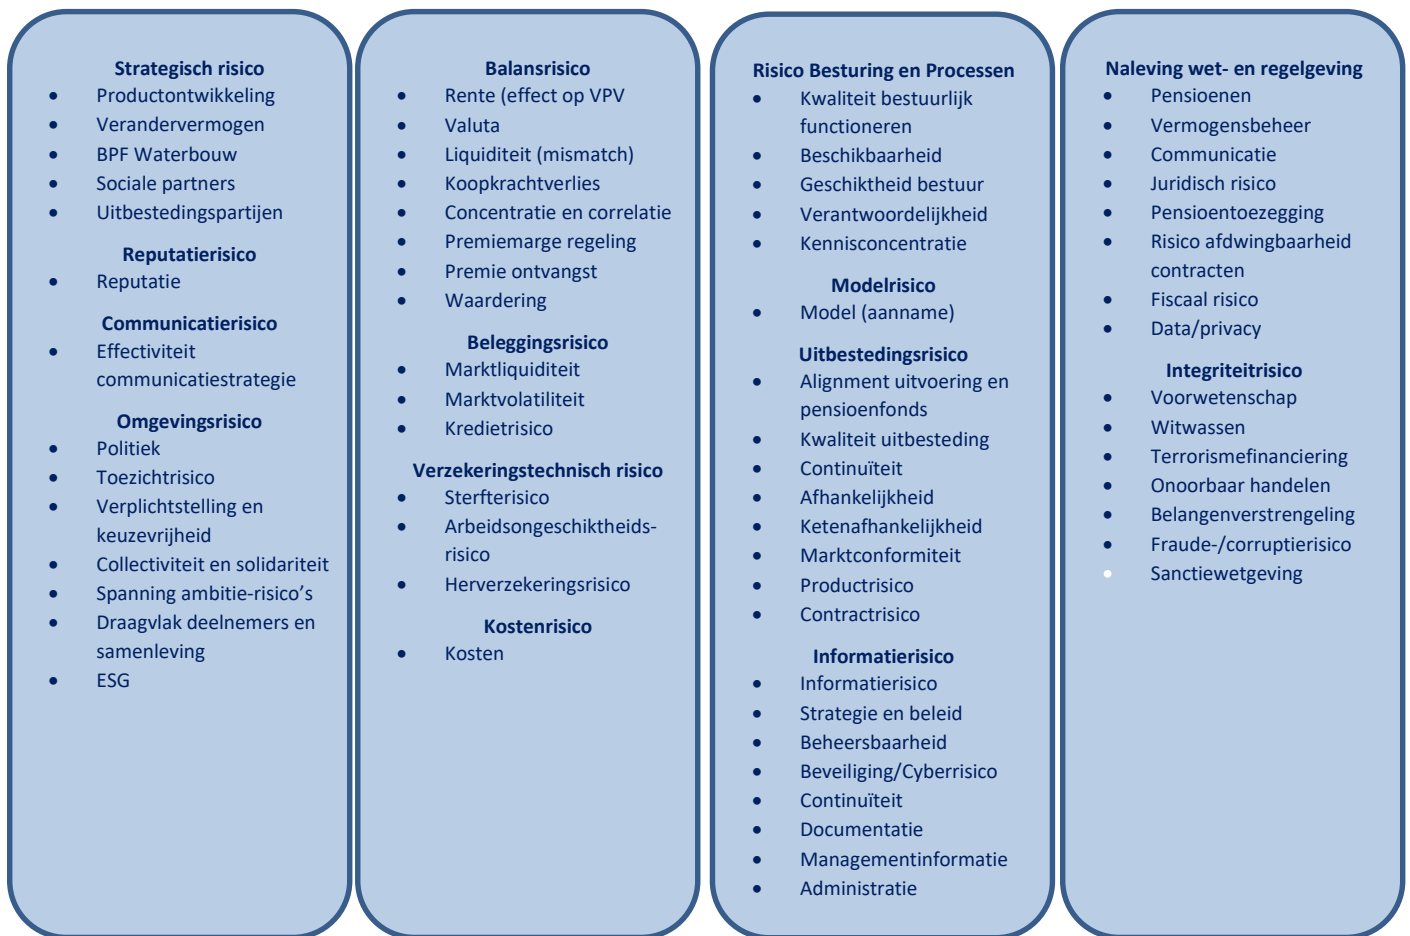 Strategisch risico
• Productontwikkeling
• Verandervermogen
• BPF Waterbouw
• Sociale partners
• Uitbestedingspartijen
Reputatierisico
• Reputatie
Communicatierisico
• Effectiviteit
communicatiestrategie
Omgevingsrisico
• Politiek
• Toezichtrisico
• Verplichtstelling en
keuzevrijheid
• Collectiviteit en solidariteit
• Spanning ambitie-risico’s
• Draagvlak deelnemers en
samenleving
• ESG
Balansrisico
• Rente (effect op VPV
• Valuta
• Liquiditeit (mismatch)
• Koopkrachtverlies
• Concentratie en correlatie
• Premiemarge regeling
• Premie ontvangst
• Waardering
Beleggingsrisico
• Marktliquiditeit
• Marktvolatiliteit
• Kredietrisico
Verzekeringstechnisch risico
• Sterfterisico
• Arbeidsongeschiktheids-
risico
• Herverzekeringsrisico
Kostenrisico
• Kosten
Risico Besturing en Processen
• Kwaliteit bestuurlijk
functioneren
• Beschikbaarheid
• Geschiktheid bestuur
• Verantwoordelijkheid
• Kennisconcentratie
Modelrisico
• Model (aanname)
Uitbestedingsrisico
• Alignment uitvoering en
pensioenfonds
• Kwaliteit uitbesteding
• Continuïteit
• Afhankelijkheid
• Ketenafhankelijkheid
• Marktconformiteit
• Productrisico
• Contractrisico
Informatierisico
• Informatierisico
• Strategie en beleid
• Beheersbaarheid
• Beveiliging/Cyberrisico
• Continuïteit
• Documentatie
• Managementinformatie
• Administratie
Naleving wet- en regelgeving
• Pensioenen
• Vermogensbeheer
• Communicatie
• Juridisch risico
• Pensioentoezegging
• Risico afdwingbaarheid
contracten
• Fiscaal risico
• Data/privacy
Integriteitrisico
• Voorwetenschap
• Witwassen
• Terrorismefinanciering
• Onoorbaar handelen
• Belangenverstrengeling
• Fraude-/corruptierisico
• Sanctiewetgeving